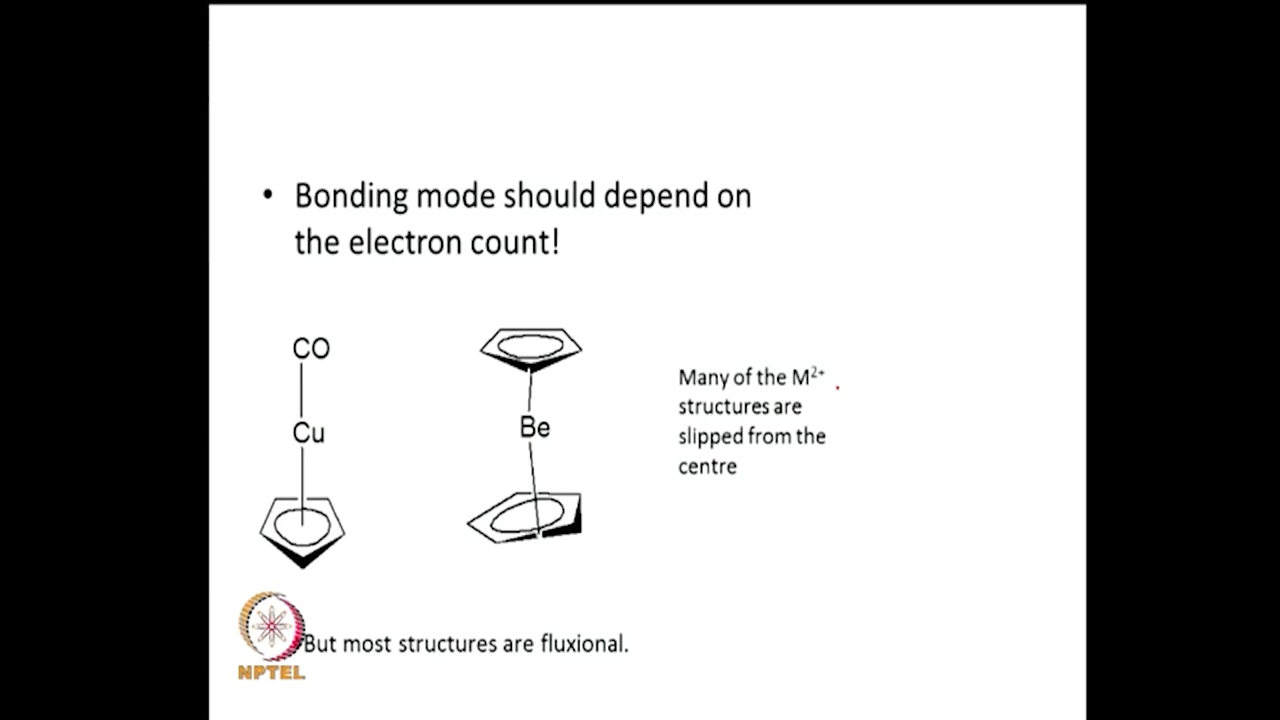 • Bonding mode should depend on
the electron count!
CO
Cu
Be
Many of the M²⁺
structures are
slipped from the
centre
But most structures are fluxional.
NPTEL